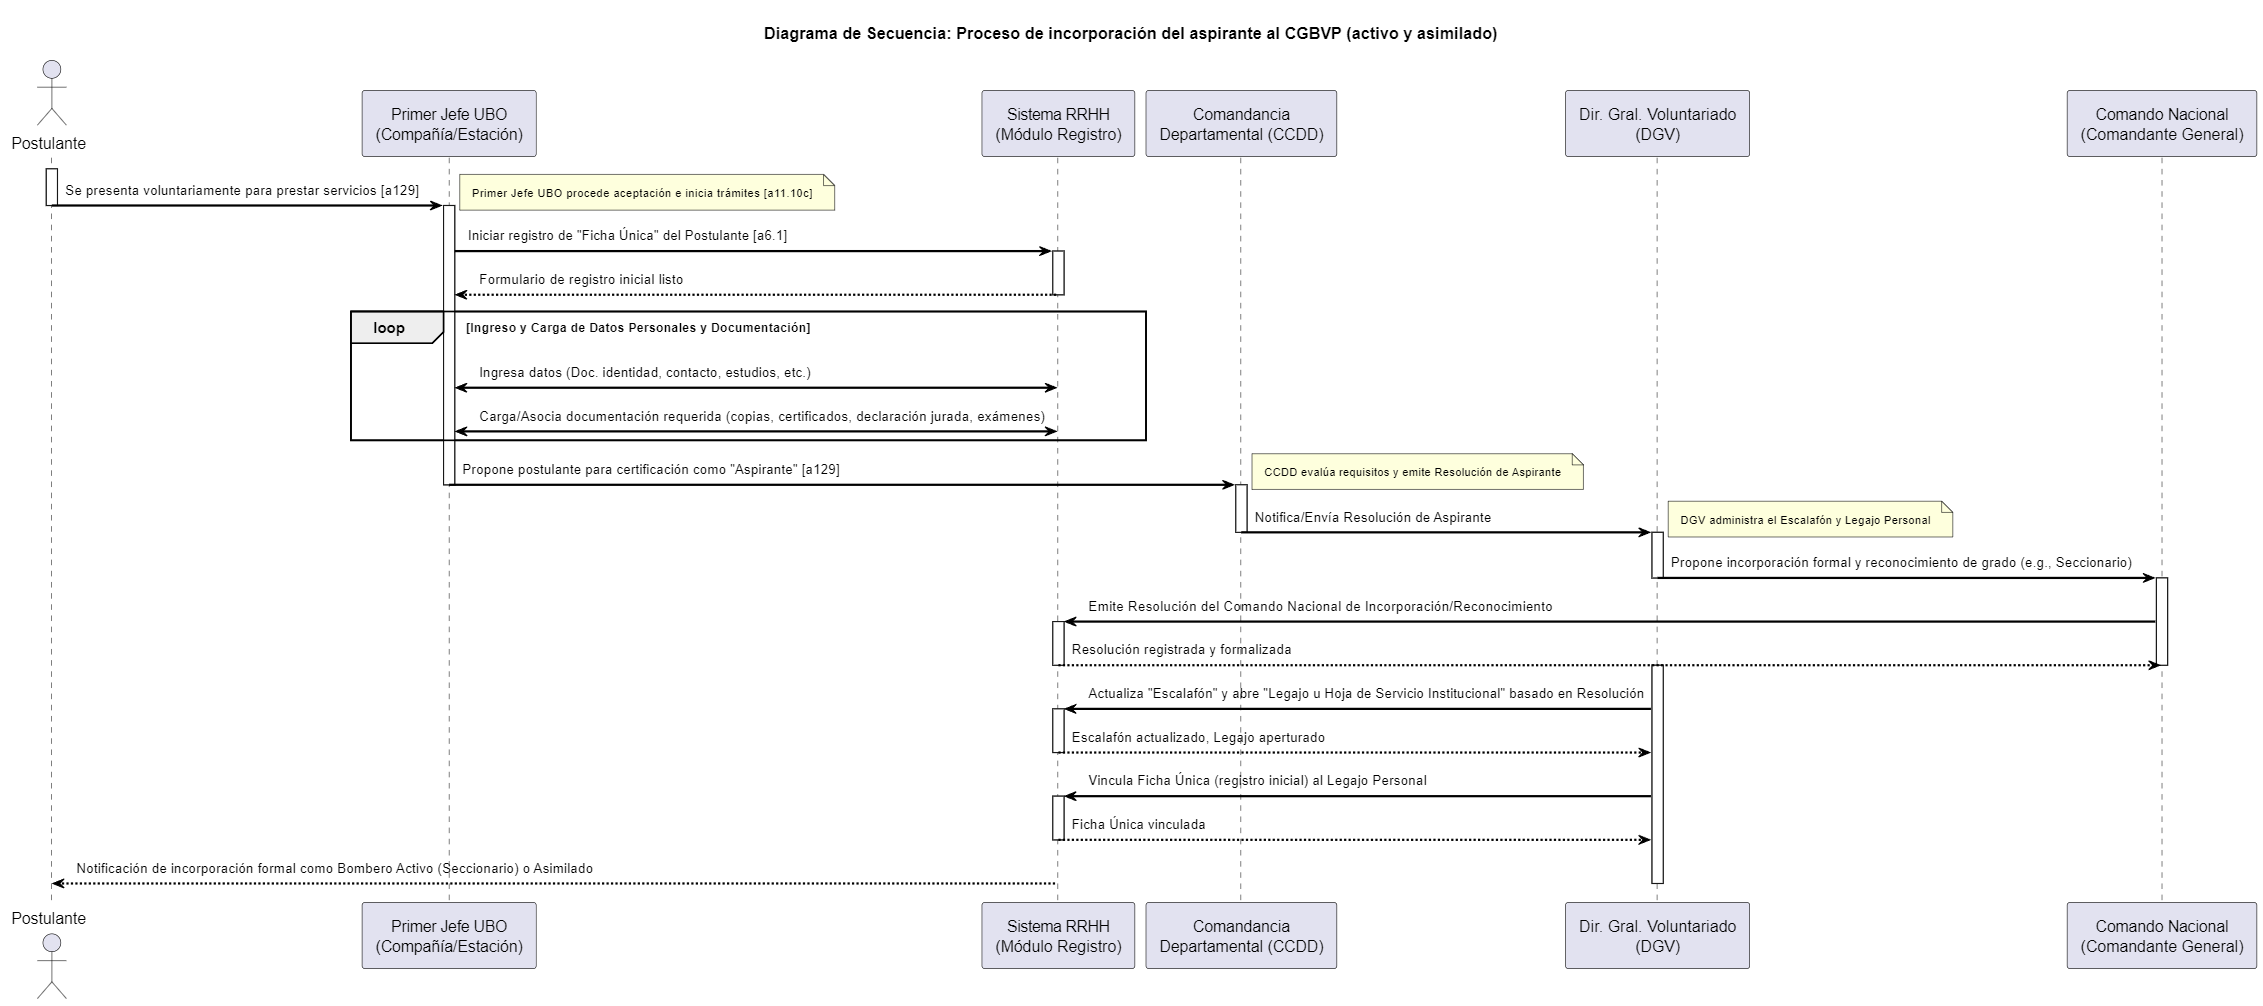 Diagrama de Secuencia: Proceso de incorporación del aspirante al CGBVP (activo y asimilado)
Postulante
Primer Jefe UBO
(Compañía/Estación)
Sistema RRHH
(Módulo Registro)
Comandancia
Departamental (CCDD)
Dir. Gral. Voluntariado
(DGV)
Comando Nacional
(Comandante General)
Se presenta voluntariamente para prestar servicios [a129]
Primer Jefe UBO procede aceptación e inicia trámites [a11.10c]
Iniciar registro de "Ficha Única" del Postulante [a6.1]
Formulario de registro inicial listo
loop
[Ingreso y Carga de Datos Personales y Documentación]
Ingresa datos (Doc. identidad, contacto, estudios, etc.)
Carga/Asocia documentación requerida (copias, certificados, declaración jurada, exámenes)
Propone postulante para certificación como "Aspirante" [a129]
CCDD evalúa requisitos y emite Resolución de Aspirante
Notifica/Envía Resolución de Aspirante
DGV administra el Escalafón y Legajo Personal
Propone incorporación formal y reconocimiento de grado (e.g., Seccionario)
Emite Resolución del Comando Nacional de Incorporación/Reconocimiento
Resolución registrada y formalizada
Actualiza "Escalafón" y abre "Legajo u Hoja de Servicio Institucional" basado en Resolución
Escalafón actualizado, Legajo aperturado
Vincula Ficha Única (registro inicial) al Legajo Personal
Ficha Única vinculada
Notificación de incorporación formal como Bombero Activo (Seccionario) o Asimilado
Postulante
Primer Jefe UBO
(Compañía/Estación)
Sistema RRHH
(Módulo Registro)
Comandancia
Departamental (CCDD)
Dir. Gral. Voluntariado
(DGV)
Comando Nacional
(Comandante General)